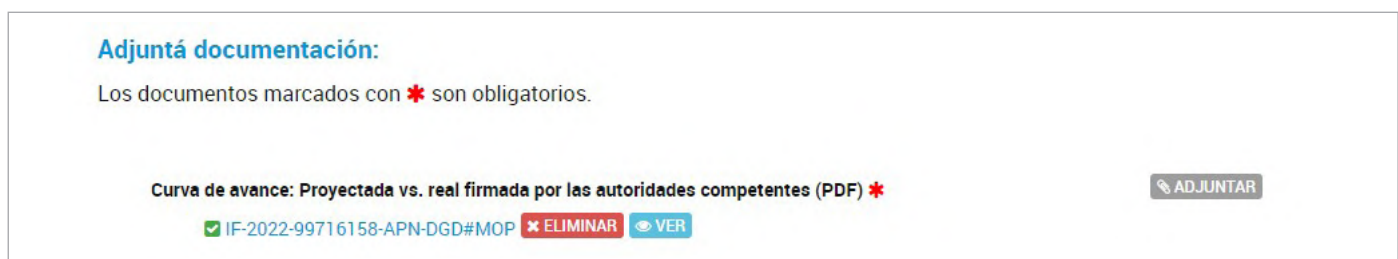 Adjuntá documentación:
Los documentos marcados con * son obligatorios.
Curva de avance: Proyectada vs. real firmada por las autoridades competentes (PDF) * ADJUNTAR
IF-2022-99716158-APN-DGD#MOP ELIMINAR VER